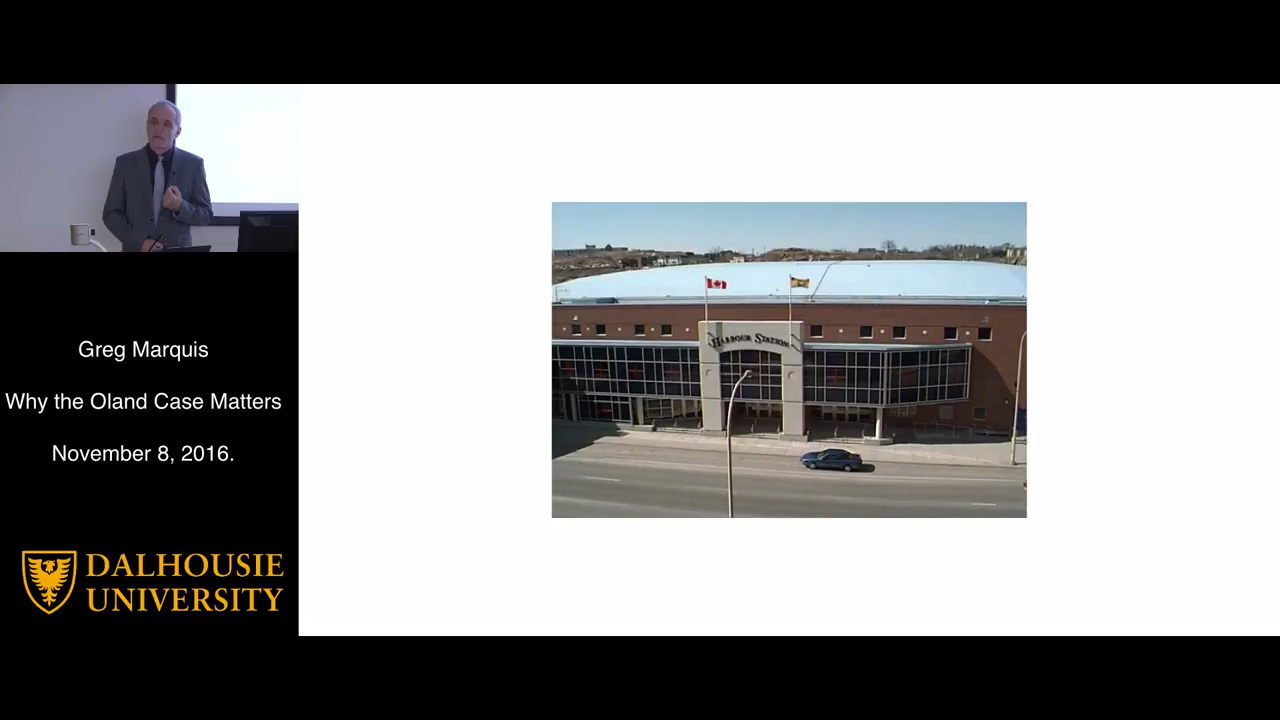 Greg Marquis
Why the Oland Case Matters
November 8, 2016.
DALHOUSIE
UNIVERSITY
HARBOUR STATION